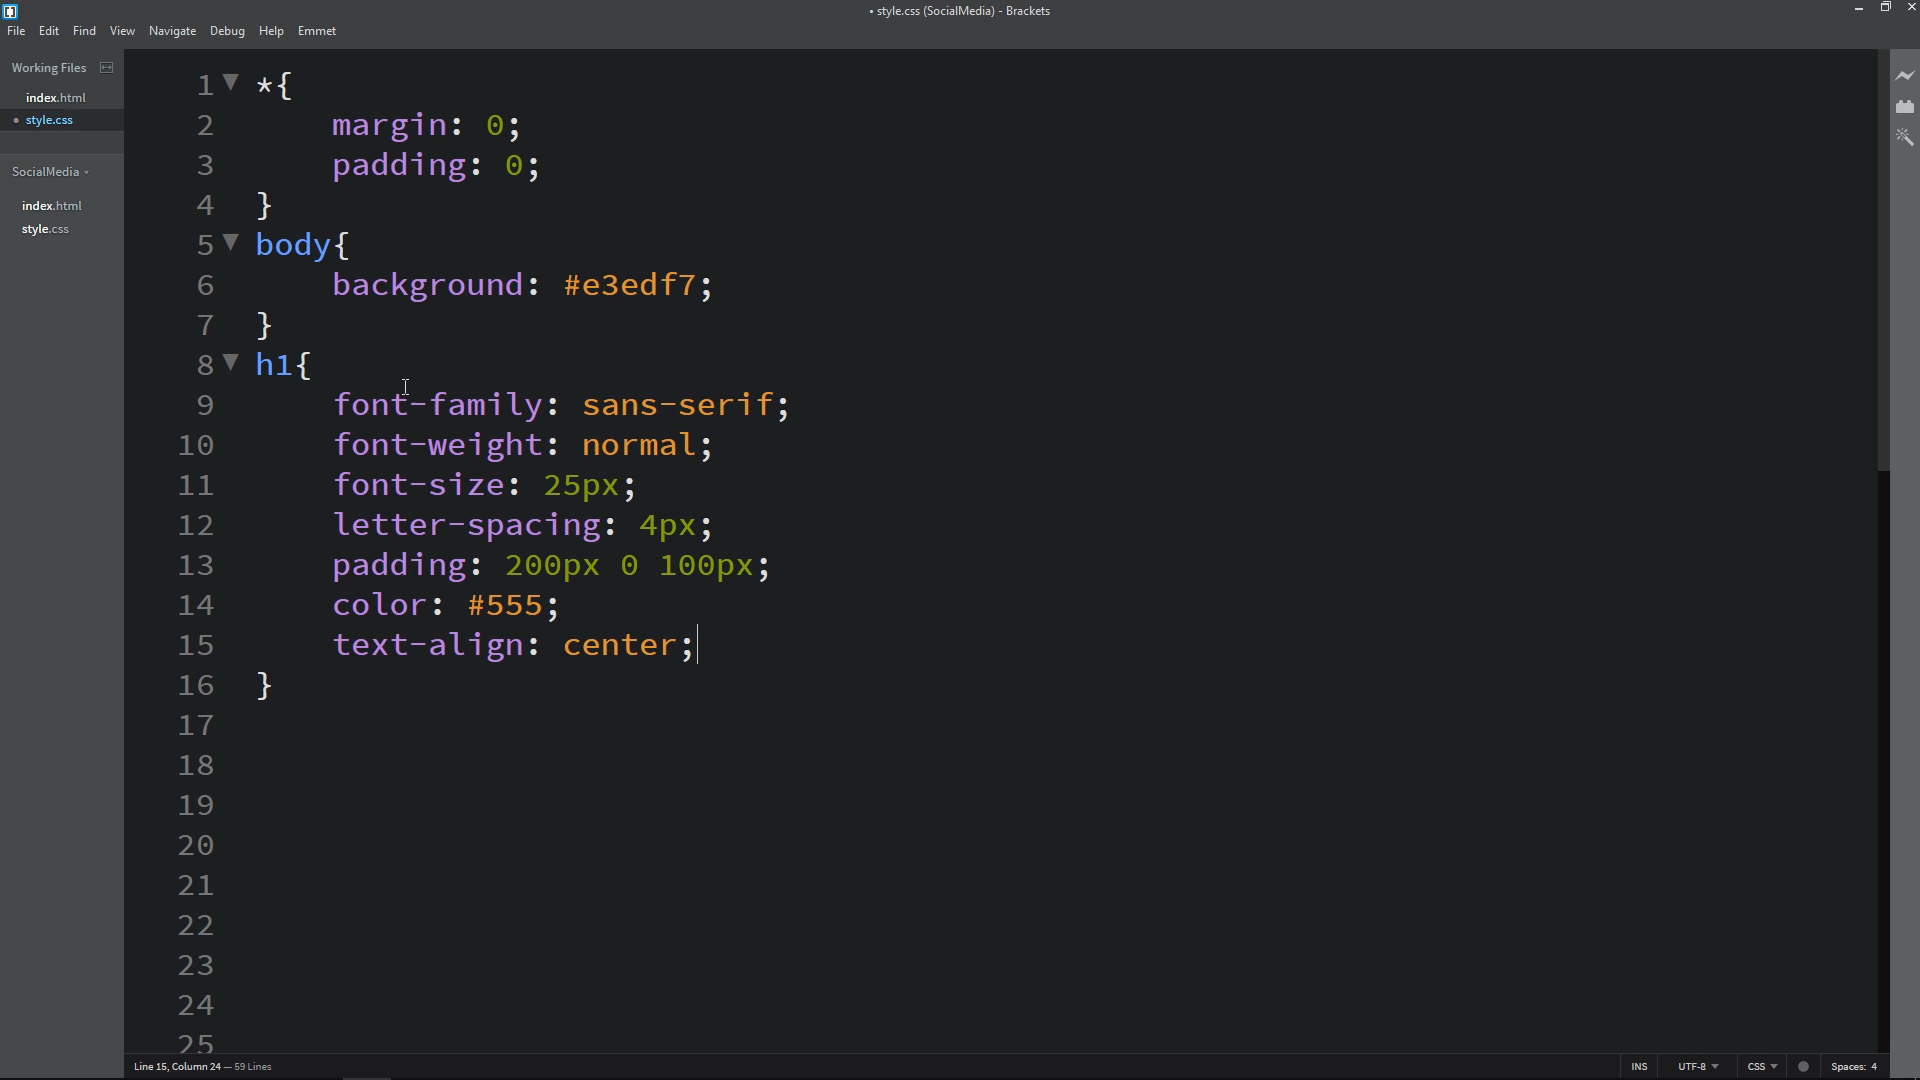 • style.css (SocialMedia) - Brackets
File Edit Find View Navigate Debug Help Emmet
Working Files
index.html
• style.css
SocialMedia
index.html
style.css
1 *{
2 margin: 0;
3 padding: 0;
4 }
5 body{
6 background: #e3edf7;
7 }
8 h1{
9 font-family: sans-serif;
10 font-weight: normal;
11 font-size: 25px;
12 letter-spacing: 4px;
13 padding: 200px 0 100px;
14 color: #555;
15 text-align: center;
16 }
17
18
19
20
21
22
23
24
25
Line 15, Column 24 — 59 Lines
INS UTF-8 CSS Spaces: 4